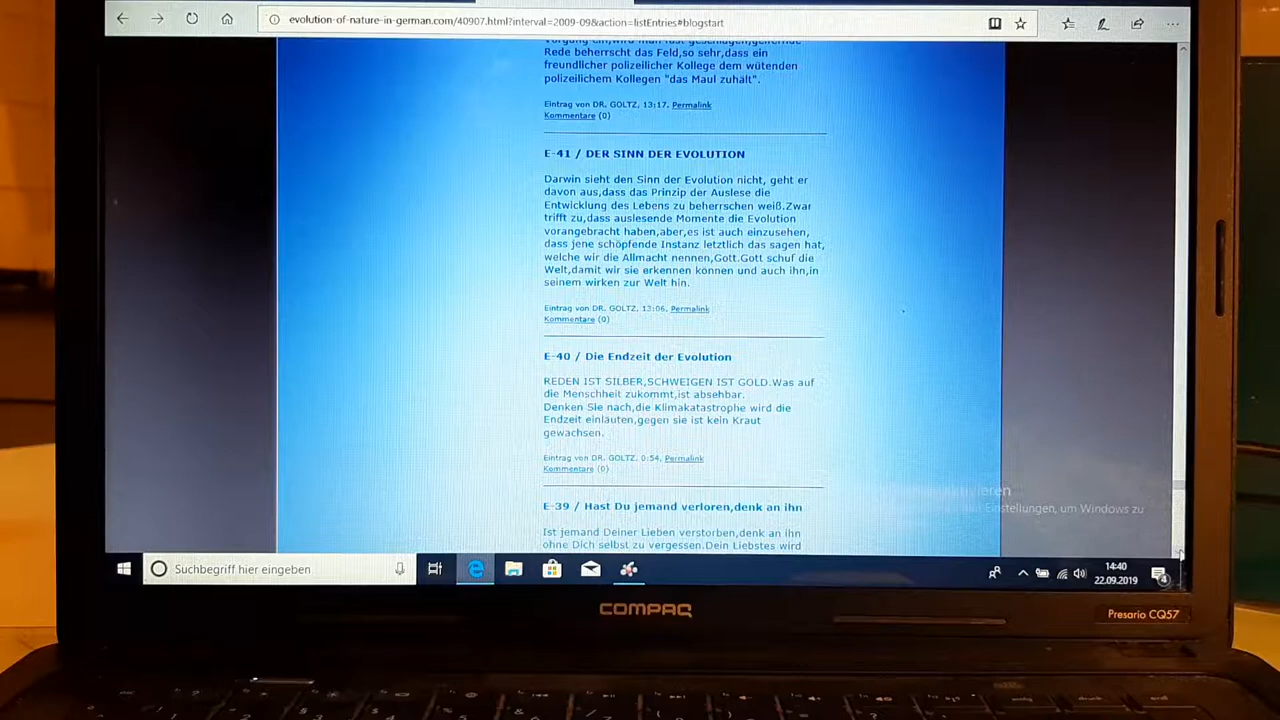 evolution-of-nature-in-german.com/40907.html?interval=2009-09&action=listEntries#blogstart
Rede beherrscht das Feld,so sehr,dass ein
freundlicher polizeilicher Kollege dem wütenden
polizeilichem Kollegen "das Maul zuhält".
Eintrag von DR. GOLTZ, 13:17, Permalink
Kommentare (0)
E-41 / DER SINN DER EVOLUTION
Darwin sieht den Sinn der Evolution nicht, geht er
davon aus,dass das Prinzip der Auslese die
Entwicklung des Lebens zu beherrschen weiß.Zwar
trifft zu,dass auslesende Momente die Evolution
vorangebracht haben,aber,es ist auch einzusehen,
dass jene schöpfende Instanz letztlich das sagen hat,
welche wir die Allmacht nennen,Gott.Gott schuf die
Welt,damit wir sie erkennen können und auch ihn,in
seinem wirken zur Welt hin.
Eintrag von DR. GOLTZ, 13:06, Permalink
Kommentare (0)
E-40 / Die Endzeit der Evolution
REDEN IST SILBER,SCHWEIGEN IST GOLD.Was auf
die Menschheit zukommt,ist absehbar.
Denken Sie nach,die Klimakatastrophe wird die
Endzeit einläuten,gegen sie ist kein Kraut
gewachsen.
Eintrag von DR. GOLTZ, 0:54, Permalink
Kommentare (0)
E-39 / Hast Du jemand verloren,denk an ihn
Ist jemand Deiner Lieben verstorben,denk an ihn
ohne Dich selbst zu vergessen.Dein Liebstes wird
Einstellungen, um Windows zu
Suchbegriff hier eingeben
14:40
22.09.2019
4
COMPAQ
Presario CQ57